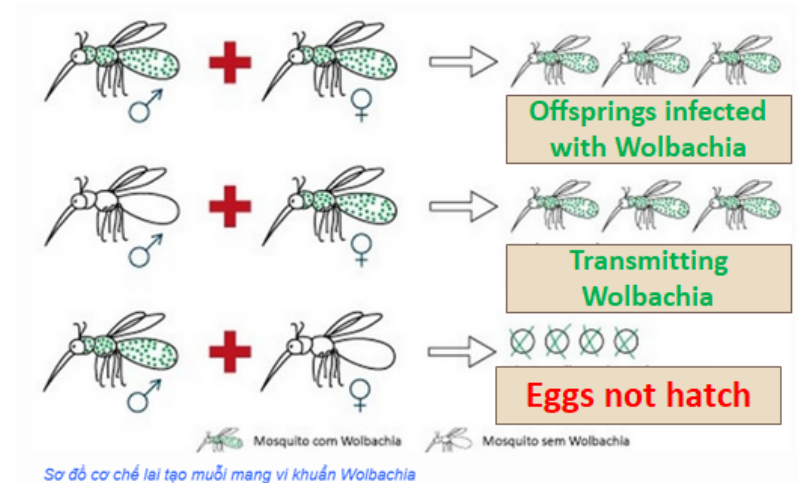 Offsprings infected
with Wolbachia
Transmitting
Wolbachia
Eggs not hatch
Mosquito com Wolbachia
Mosquito sem Wolbachia
Sơ đồ cơ chế lai tạo muỗi mang vi khuẩn Wolbachia